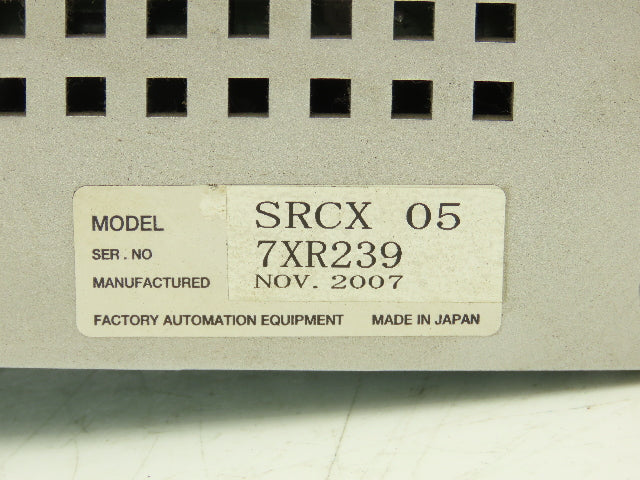 MODEL SRCX 05
SER. NO 7XR239
MANUFACTURED NOV. 2007
FACTORY AUTOMATION EQUIPMENT MADE IN JAPAN